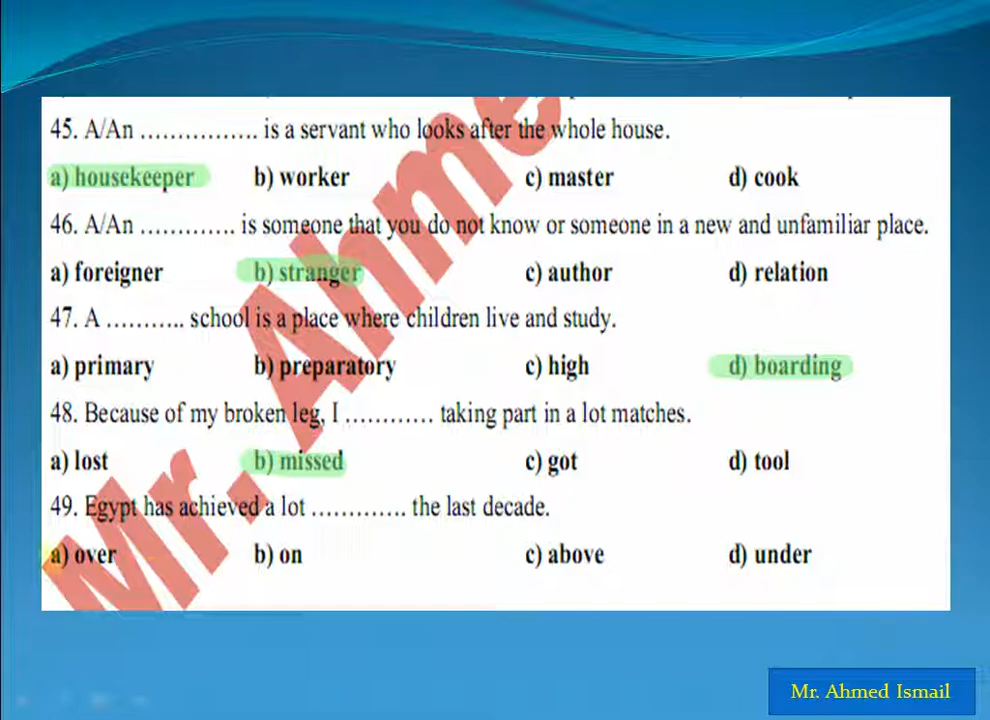 45. A/An ................ is a servant who looks after the whole house.
a) housekeeper b) worker c) master d) cook
46. A/An ............. is someone that you do not know or someone in a new and unfamiliar place.
a) foreigner b) stranger c) author d) relation
47. A ........... school is a place where children live and study.
a) primary b) preparatory c) high d) boarding
48. Because of my broken leg, I ............ taking part in a lot matches.
a) lost b) missed c) got d) tool
49. Egypt has achieved a lot ............. the last decade.
a) over b) on c) above d) under
Mr. Ahme
Mr. Ahmed Ismail